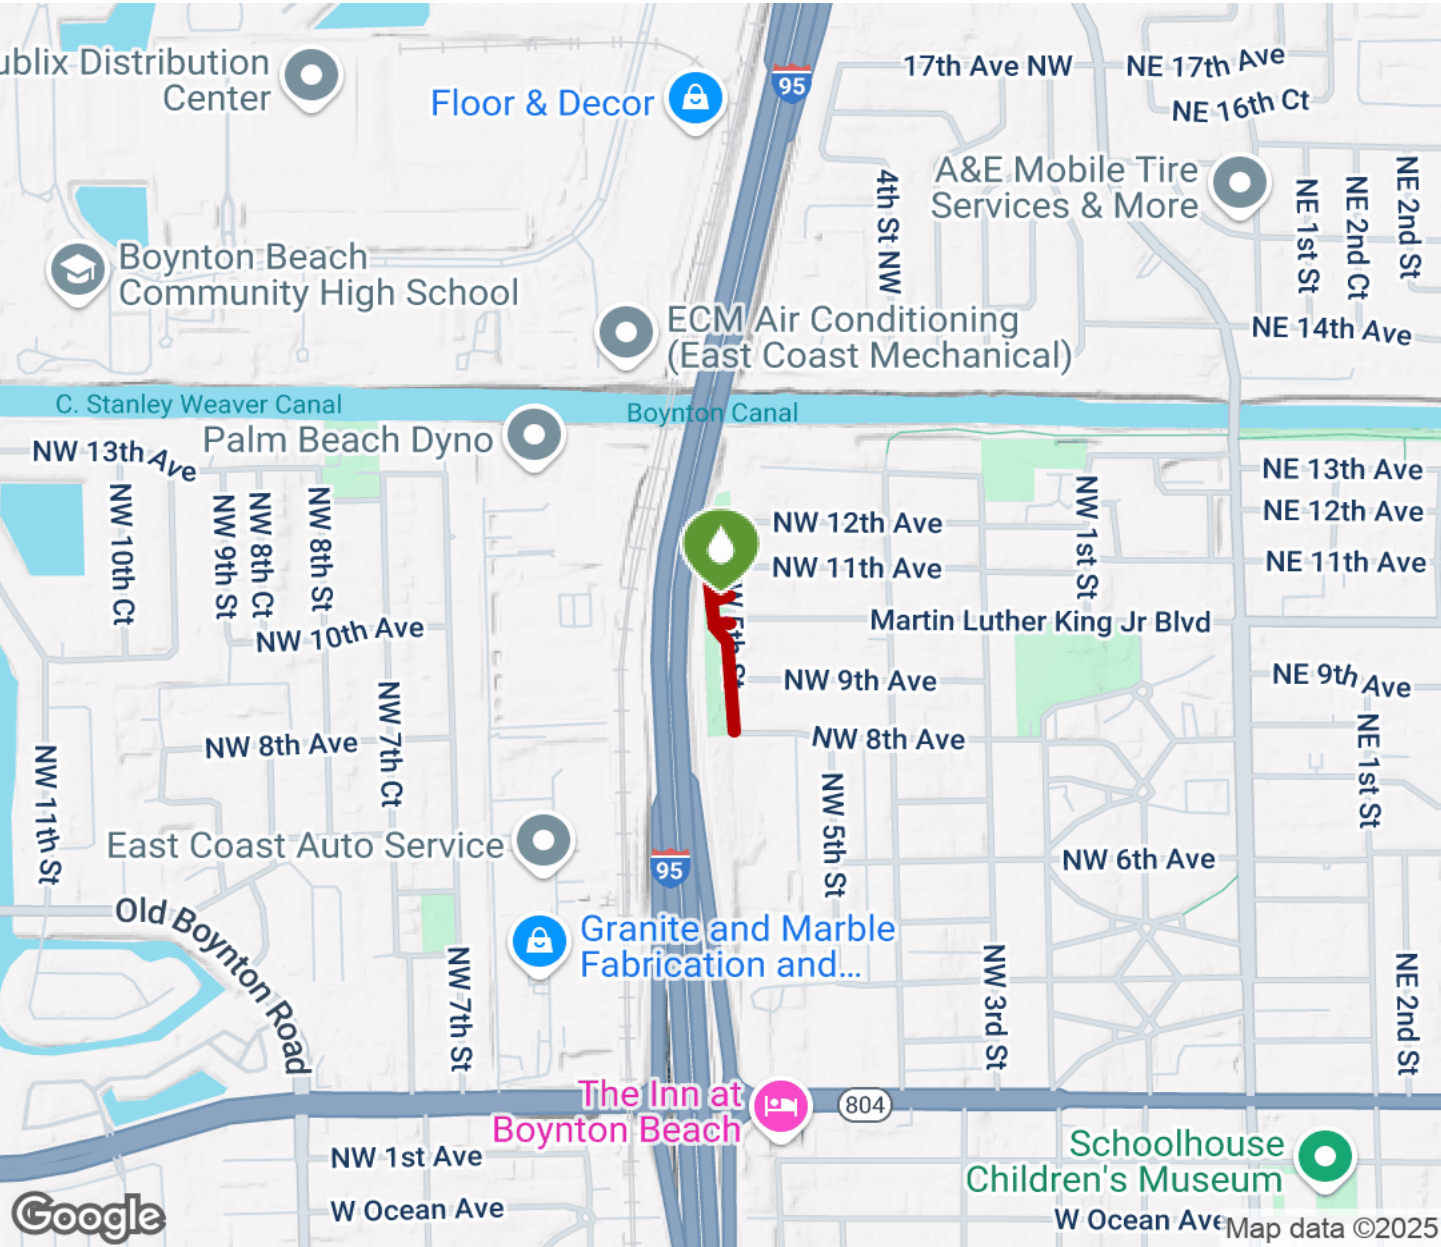 ublix Distribution
Center
Floor & Decor
95
17th Ave NW
NE 17th Ave
NE 16th Ct
A&E Mobile Tire
Services & More
4th St NW
NE 1st St
NE 2nd Ct
NE 2nd St
Boynton Beach
Community High School
ECM Air Conditioning
(East Coast Mechanical)
NE 14th Ave
C. Stanley Weaver Canal
Boynton Canal
Palm Beach Dyno
NW 13th Ave
NE 13th Ave
NW 10th Ct
NW 9th St
NW 8th Ct
NW 8th St
NW 12th Ave
NW 1st St
NE 12th Ave
NW 11th Ave
NE 11th Ave
W 5th St
Martin Luther King Jr Blvd
NW 10th Ave
NW 9th Ave
NE 9th Ave
NW 7th Ct
NW 8th Ave
NW 8th Ave
NE 1st St
NW 11th St
NW 5th St
East Coast Auto Service
95
NW 6th Ave
Old Boynton Road
Granite and Marble
Fabrication and...
NW 7th St
NW 3rd St
NE 2nd St
The Inn at
Boynton Beach
804
NW 1st Ave
Schoolhouse
Children's Museum
W Ocean Ave
W Ocean Ave
Google
Map data ©2025